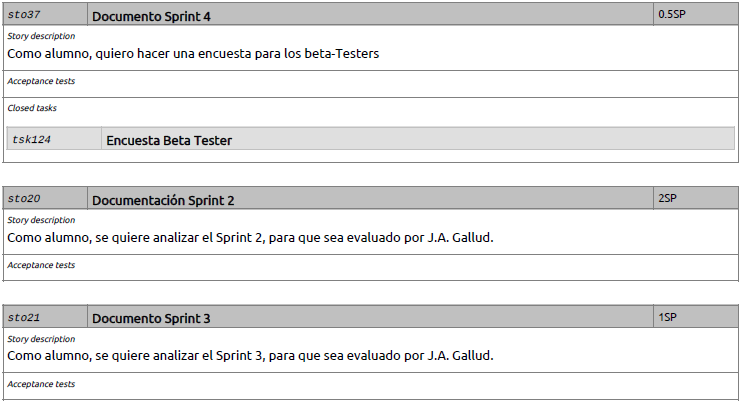 sto37 Documento Sprint 4 0.5SP
Story description
Como alumno, quiero hacer una encuesta para los beta-Testers
Acceptance tests
Closed tasks
tsk124 Encuesta Beta Tester
sto20 Documentación Sprint 2 2SP
Story description
Como alumno, se quiere analizar el Sprint 2, para que sea evaluado por J.A. Gallud.
Acceptance tests
sto21 Documento Sprint 3 1SP
Story description
Como alumno, se quiere analizar el Sprint 3, para que sea evaluado por J.A. Gallud.
Acceptance tests